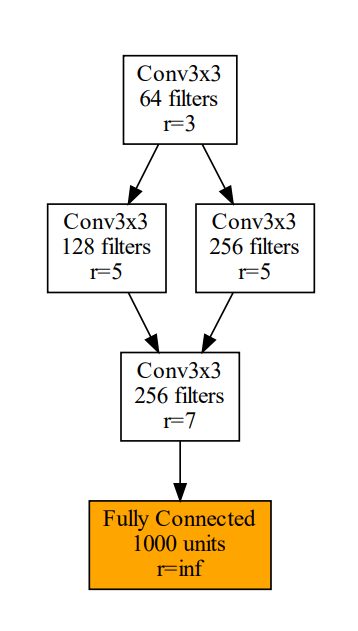 Conv3x3
64 filters
r=3
Conv3x3
128 filters
r=5
Conv3x3
256 filters
r=5
Conv3x3
256 filters
r=7
Fully Connected
1000 units
r=inf